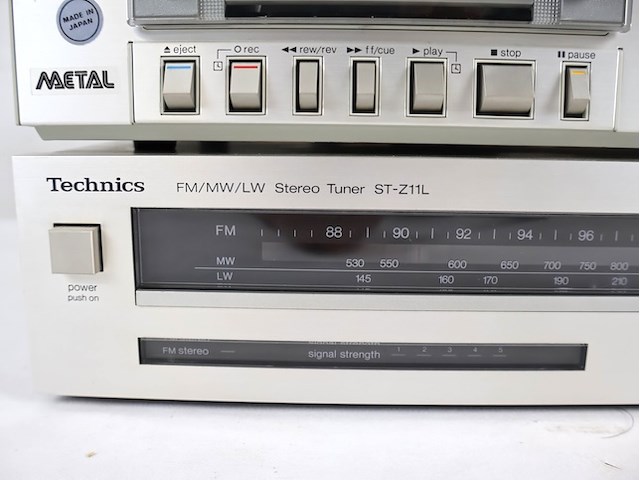 MADE IN
JAPAN
METAL
▲ eject
O rec
◀◀ rew/rev
▶▶ ff/cue
▶ play
■ stop
▮▮ pause
Technics
FM/MW/LW Stereo Tuner ST-Z11L
FM 88 90 92 94 96
MW 530 550 600 650 700 750 800
LW 145 160 170 190 210
power
push on
FM stereo
signal strength 1 2 3 4 5